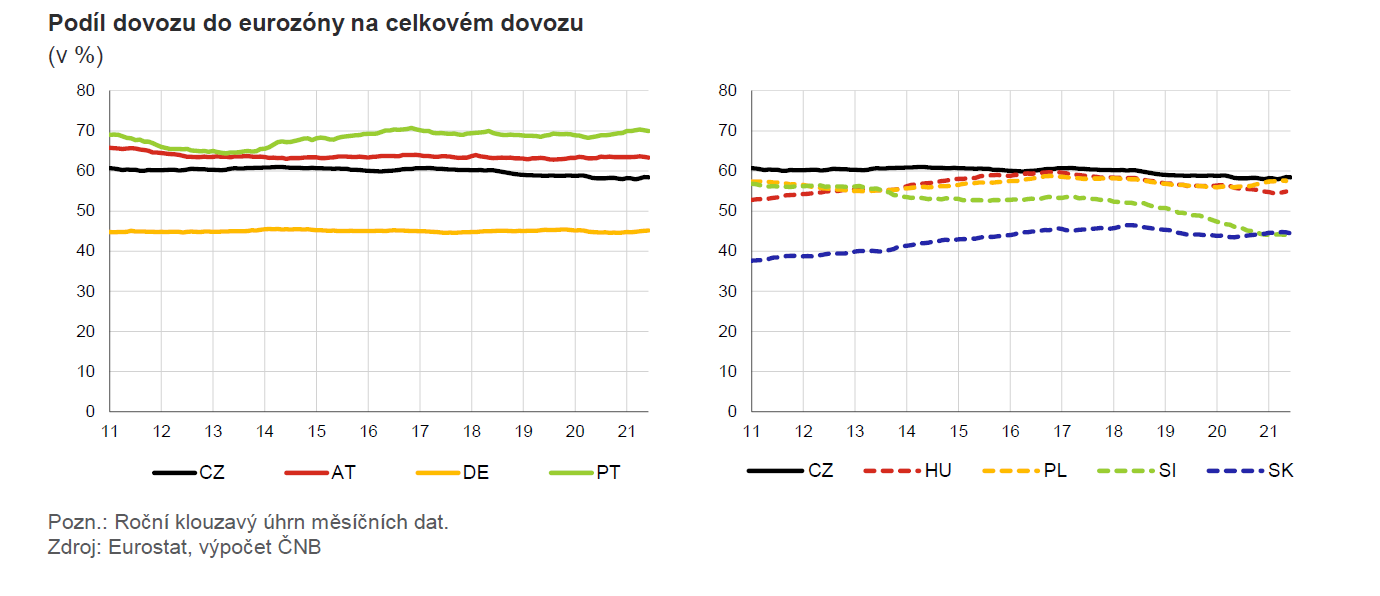 Podíl dovozu do eurozóny na celkovém dovozu
(v %)
80
70
60
50
40
30
20
10
0
11 12 13 14 15 16 17 18 19 20 21
CZ AT DE PT
80
70
60
50
40
30
20
10
0
11 12 13 14 15 16 17 18 19 20 21
CZ HU PL SI SK
Pozn.: Roční klouzavý úhrn měsíčních dat.
Zdroj: Eurostat, výpočet ČNB